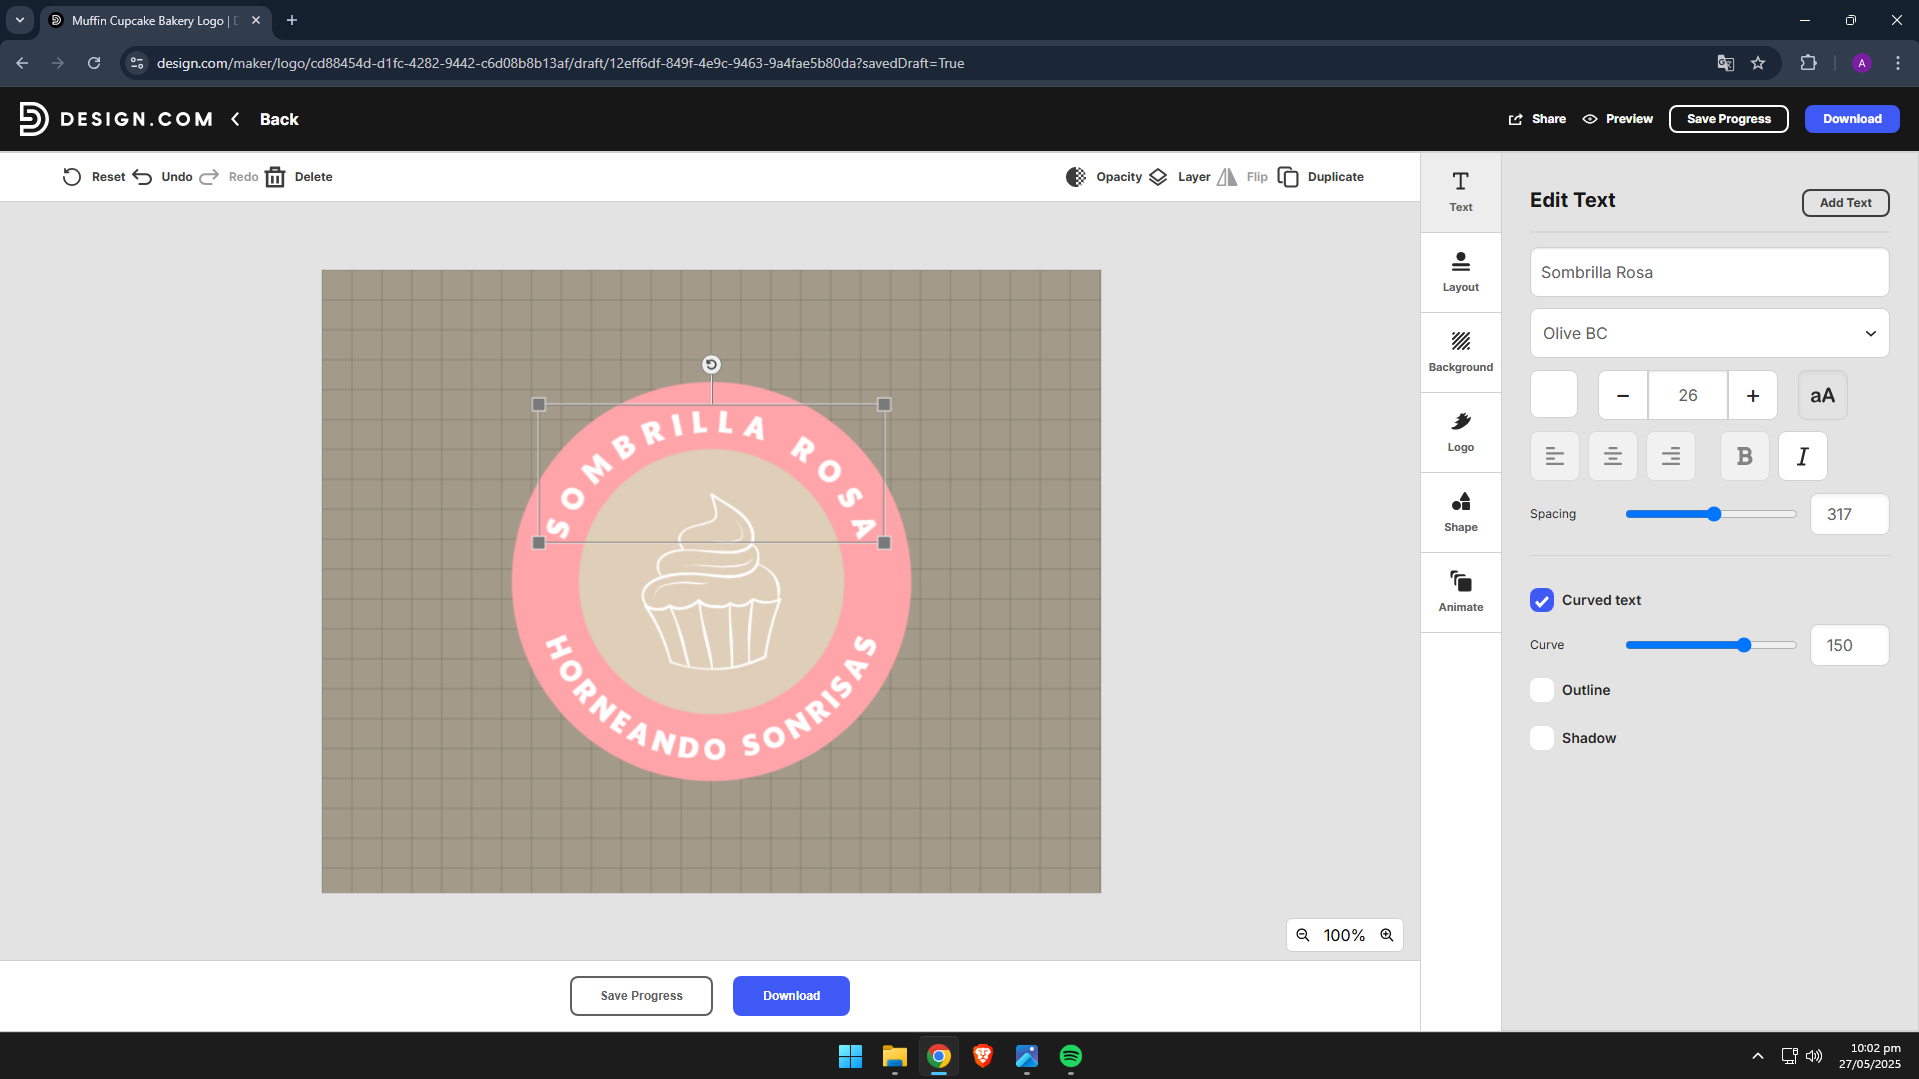 Muffin Cupcake Bakery Logo | D
design.com/maker/logo/cd88454d-d1fc-4282-9442-c6d08b8b13af/draft/12eff6df-849f-4e9c-9463-9a4fae5b80da?savedDraft=True
A
DESIGN.COM
Back
Share
Preview
Save Progress
Download
Reset
Undo
Redo
Delete
Opacity
Layer
Flip
Duplicate
SOMBRILLA ROSA
HORNEANDO SONRISAS
100%
Save Progress
Download
Text
Layout
Background
Logo
Shape
Animate
Edit Text
Add Text
Sombrilla Rosa
Olive BC
26
aA
B
I
Spacing
317
Curved text
Curve
150
Outline
Shadow
10:02 pm
27/05/2025